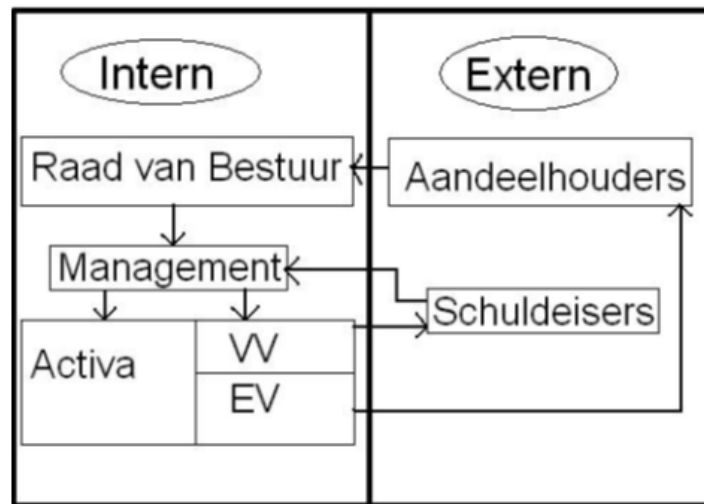 Intern
Extern
Raad van Bestuur
Aandeelhouders
Management
Schuldeisers
Activa
VV
EV